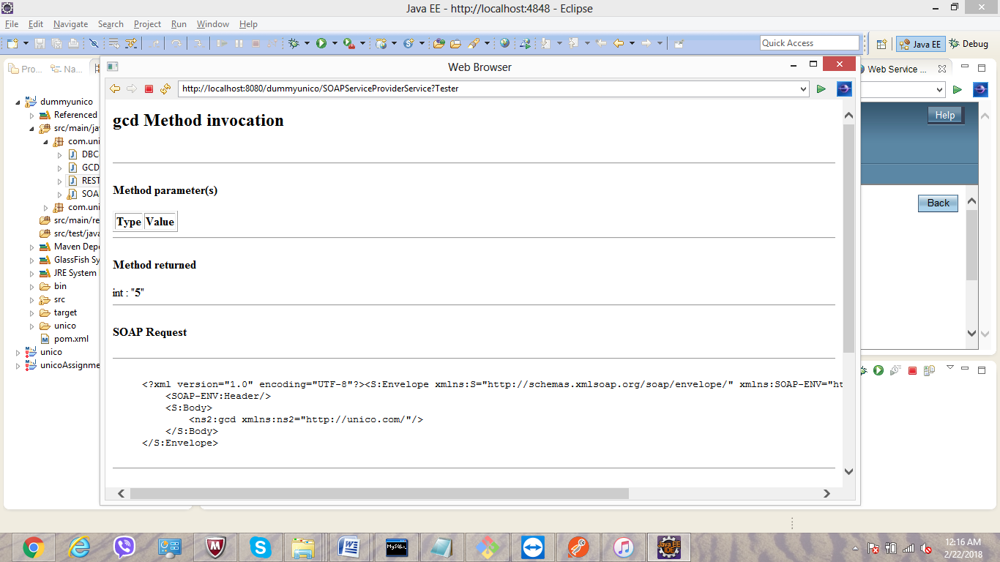 Java EE - http://localhost:4848 - Eclipse
File Edit Navigate Search Project Run Window Help
Quick Access
Java EE
Debug
Pro...
Na...
Web Service ...
Web Browser
http://localhost:8080/dummyunico/SOAPServiceProviderService?Tester
Help
Back
dummyunico
Referenced
src/main/jav
com.uni
DBC
GCD
REST
SOA
com.uni
src/main/re
src/test/java
Maven Depe
GlassFish Sy
JRE System
bin
src
target
unico
pom.xml
unico
unicoAssignme
gcd Method invocation
Method parameter(s)
Type Value
Method returned
int : "5"
SOAP Request
<?xml version="1.0" encoding="UTF-8"?><S:Envelope xmlns:S="http://schemas.xmlsoap.org/soap/envelope/" xmlns:SOAP-ENV="ht
<SOAP-ENV:Header/>
<S:Body>
<ns2:gcd xmlns:ns2="http://unico.com/"/>
</S:Body>
</S:Envelope>
MySQL
Java EE
IDE
12:16 AM
2/22/2018